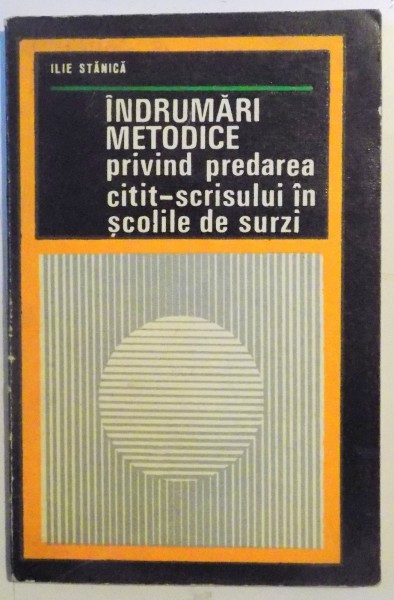 ILIE STĂNICĂ
ÎNDRUMĂRI
METODICE
privind predarea
citit-scrisului în
școlile de surzi